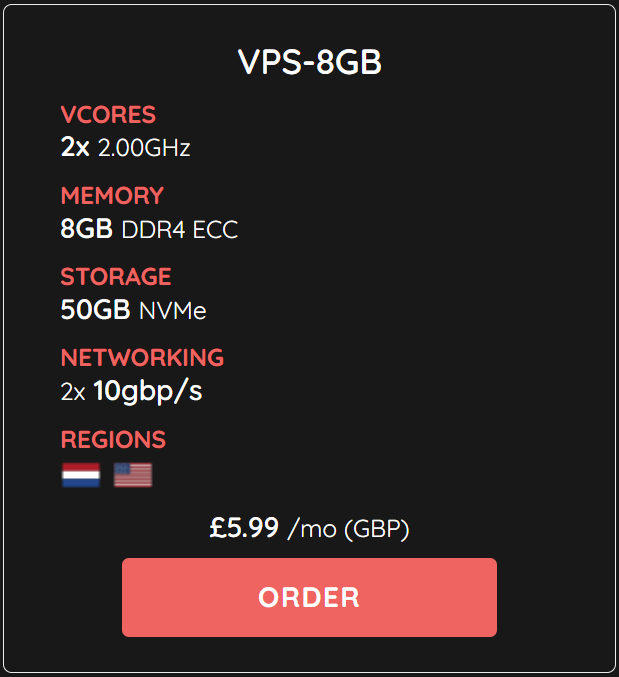 VPS-8GB
VCORES
2x 2.00GHz
MEMORY
8GB DDR4 ECC
STORAGE
50GB NVMe
NETWORKING
2x 10gbp/s
REGIONS
£5.99 /mo (GBP)
ORDER